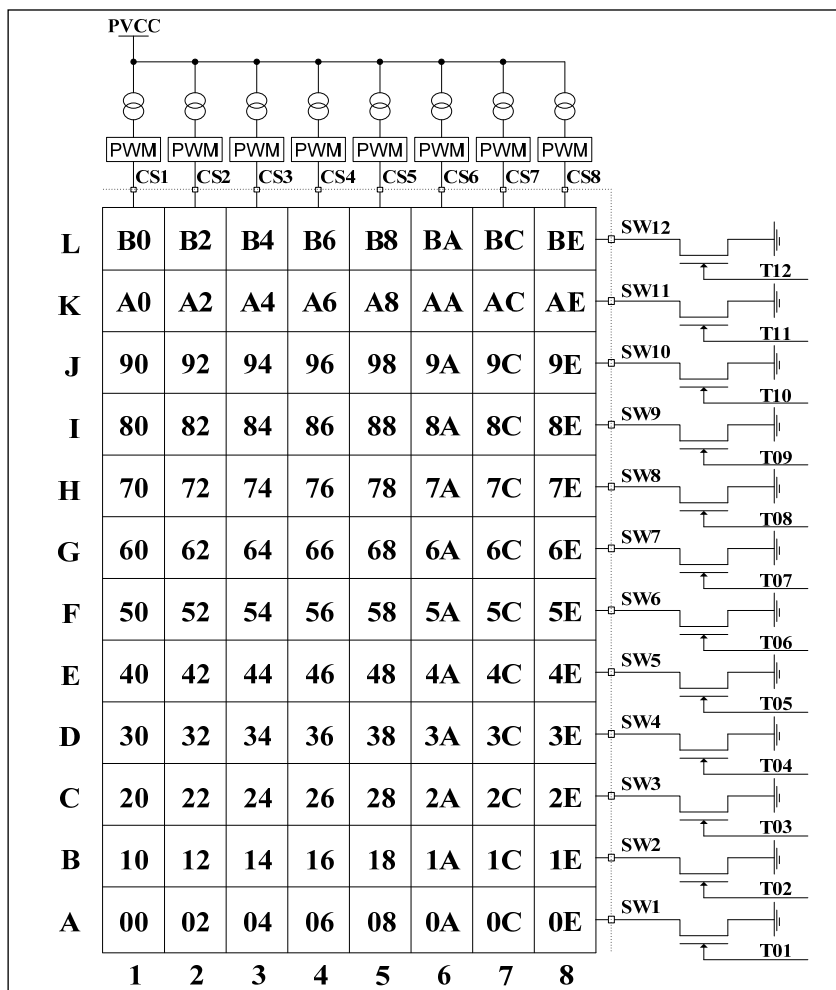 PVCC
PWM PWM PWM PWM PWM PWM PWM PWM
CS1 CS2 CS3 CS4 CS5 CS6 CS7 CS8
L B0 B2 B4 B6 B8 BA BC BE SW12
T12
K A0 A2 A4 A6 A8 AA AC AE SW11
T11
J 90 92 94 96 98 9A 9C 9E SW10
T10
I 80 82 84 86 88 8A 8C 8E SW9
T09
H 70 72 74 76 78 7A 7C 7E SW8
T08
G 60 62 64 66 68 6A 6C 6E SW7
T07
F 50 52 54 56 58 5A 5C 5E SW6
T06
E 40 42 44 46 48 4A 4C 4E SW5
T05
D 30 32 34 36 38 3A 3C 3E SW4
T04
C 20 22 24 26 28 2A 2C 2E SW3
T03
B 10 12 14 16 18 1A 1C 1E SW2
T02
A 00 02 04 06 08 0A 0C 0E SW1
T01
1 2 3 4 5 6 7 8